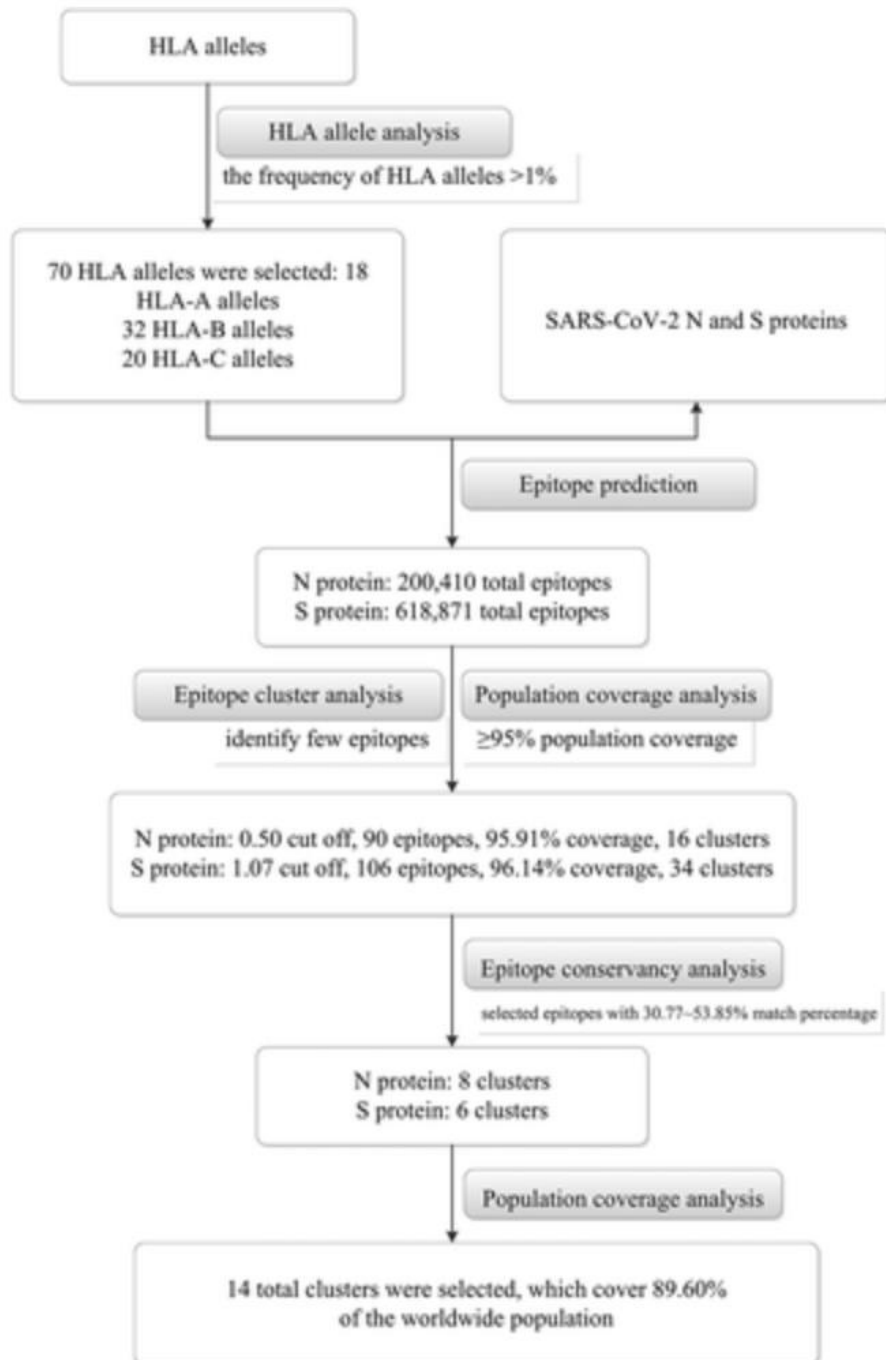 HLA alleles
HLA allele analysis
the frequency of HLA alleles >1%
70 HLA alleles were selected: 18
HLA-A alleles
32 HLA-B alleles
20 HLA-C alleles
SARS-CoV-2 N and S proteins
Epitope prediction
N protein: 200,410 total epitopes
S protein: 618,871 total epitopes
Epitope cluster analysis
identify few epitopes
Population coverage analysis
≥95% population coverage
N protein: 0.50 cut off, 90 epitopes, 95.91% coverage, 16 clusters
S protein: 1.07 cut off, 106 epitopes, 96.14% coverage, 34 clusters
Epitope conservancy analysis
selected epitopes with 30.77–53.85% match percentage
N protein: 8 clusters
S protein: 6 clusters
Population coverage analysis
14 total clusters were selected, which cover 89.60%
of the worldwide population